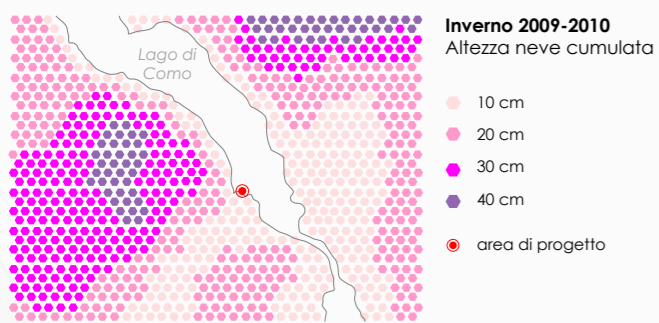 Inverno 2009-2010
Altezza neve cumulata
Lago di
Como
10 cm
20 cm
30 cm
40 cm
area di progetto